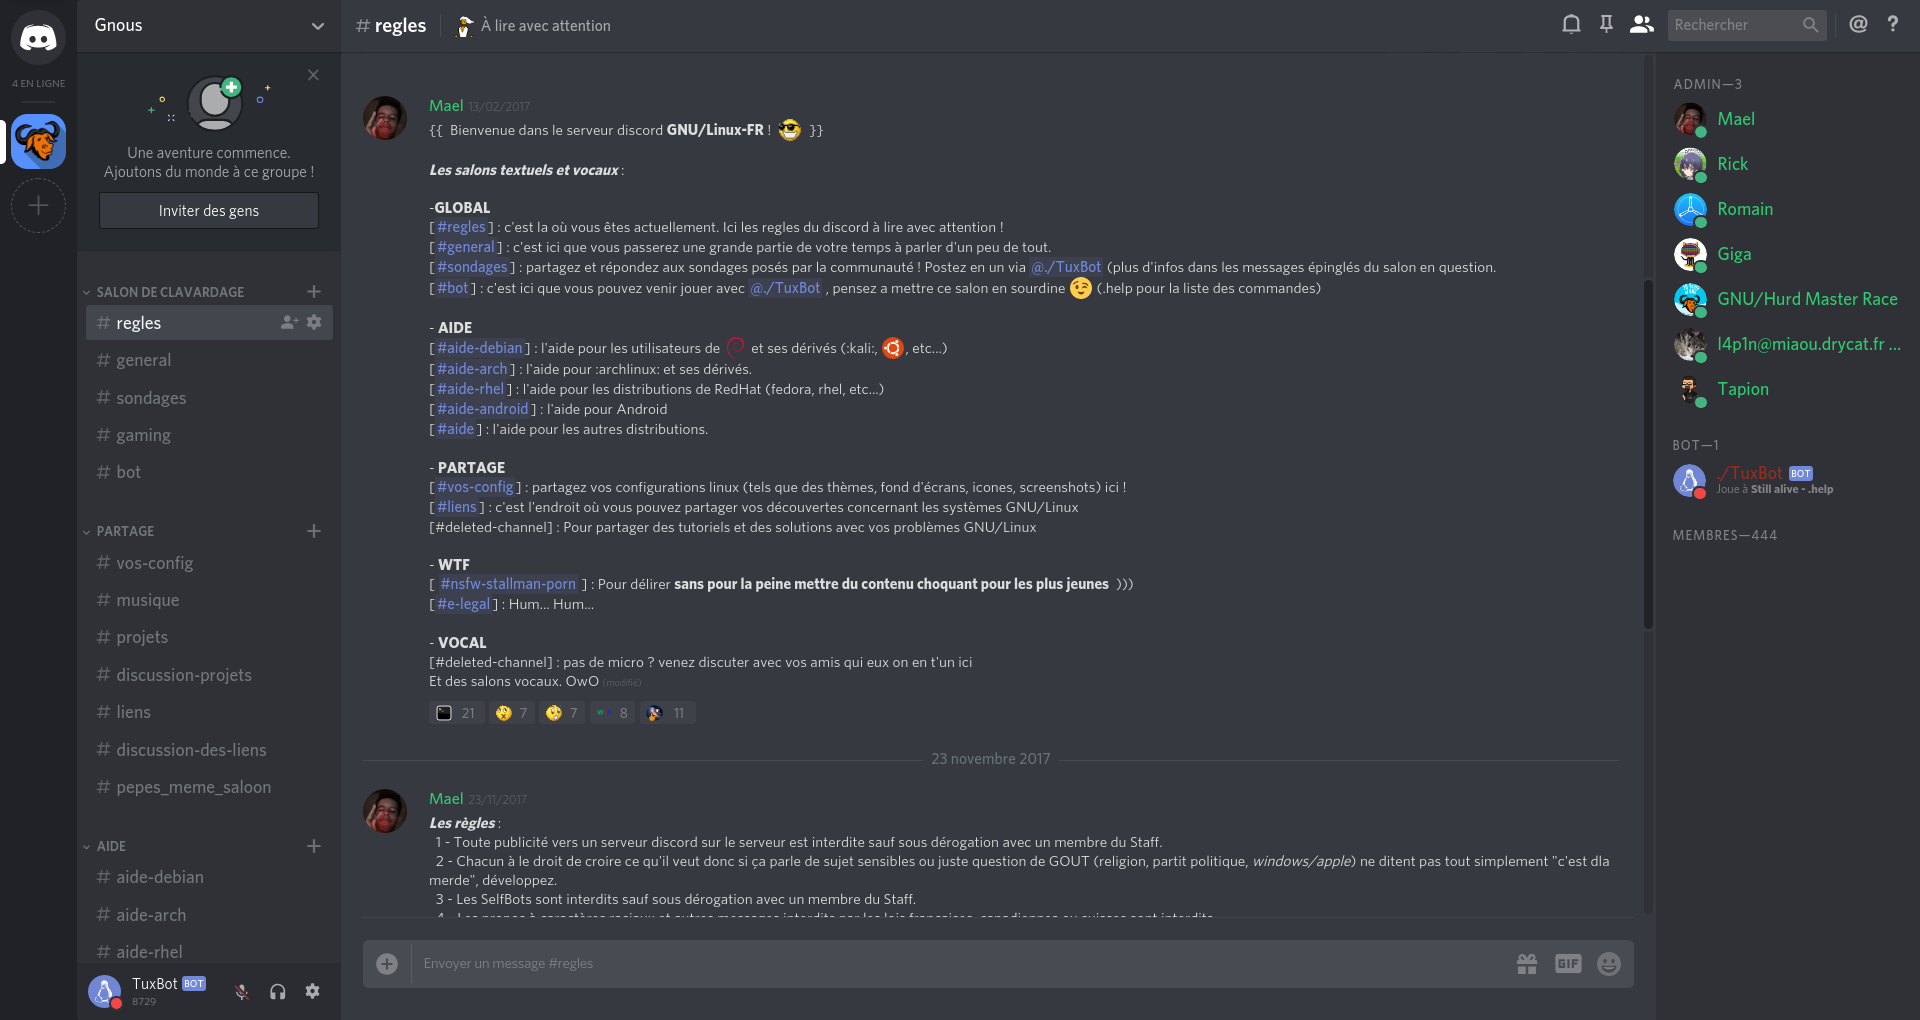 4 EN LIGNE
Gnous
Une aventure commence.
Ajoutons du monde à ce groupe !
Inviter des gens
SALON DE CLAVARDAGE
# regles
# general
# sondages
# gaming
# bot
PARTAGE
# vos-config
# musique
# projets
# discussion-projets
# liens
# discussion-des-liens
# pepes_meme_saloon
AIDE
# aide-debian
# aide-arch
# aide-rhel
TuxBot BOT
8729
# regles À lire avec attention
Rechercher
Mael 13/02/2017
{{ Bienvenue dans le serveur discord GNU/Linux-FR ! }}
Les salons textuels et vocaux :
-GLOBAL
[ #regles ] : c'est la où vous êtes actuellement. Ici les regles du discord à lire avec attention !
[ #general ] : c'est ici que vous passerez une grande partie de votre temps à parler d'un peu de tout.
[ #sondages ] : partagez et répondez aux sondages posés par la communauté ! Postez en un via @./TuxBot (plus d'infos dans les messages épinglés du salon en question.
[ #bot ] : c'est ici que vous pouvez venir jouer avec @./TuxBot , pensez a mettre ce salon en sourdine (.help pour la liste des commandes)
- AIDE
[ #aide-debian ] : l'aide pour les utilisateurs de et ses dérivés (:kali:, , etc...)
[ #aide-arch ] : l'aide pour :archlinux: et ses dérivés.
[ #aide-rhel ] : l'aide pour les distributions de RedHat (fedora, rhel, etc...)
[ #aide-android ] : l'aide pour Android
[ #aide ] : l'aide pour les autres distributions.
- PARTAGE
[ #vos-config ] : partagez vos configurations linux (tels que des thèmes, fond d'écrans, icones, screenshots) ici !
[ #liens ] : c'est l'endroit où vous pouvez partager vos découvertes concernant les systèmes GNU/Linux
[#deleted-channel] : Pour partager des tutoriels et des solutions avec vos problèmes GNU/Linux
- WTF
[ #nsfw-stallman-porn ] : Pour délirer sans pour la peine mettre du contenu choquant pour les plus jeunes )))
[ #e-legal ] : Hum... Hum...
- VOCAL
[#deleted-channel] : pas de micro ? venez discuter avec vos amis qui eux on en t'un ici
Et des salons vocaux. OwO (modifié)
21 7 7 8 11
23 novembre 2017
Mael 23/11/2017
Les règles :
1 - Toute publicité vers un serveur discord sur le serveur est interdite sauf sous dérogation avec un membre du Staff.
2 - Chacun à le droit de croire ce qu'il veut donc si ça parle de sujet sensibles ou juste question de GOUT (religion, partit politique, windows/apple) ne ditent pas tout simplement "c'est dla
merde", développez.
3 - Les SelfBots sont interdits sauf sous dérogation avec un membre du Staff.
4 - Les propos à caractères raciaux et autres messages interdits par les lois françaises, canadiennes ou suisses sont interdits
Envoyer un message #regles
GIF
ADMIN—3
Mael
Rick
Romain
Giga
GNU/Hurd Master Race
l4p1n@miaou.drycat.fr ...
Tapion
BOT—1
./TuxBot BOT
Joue à Still alive - .help
MEMBRES—444